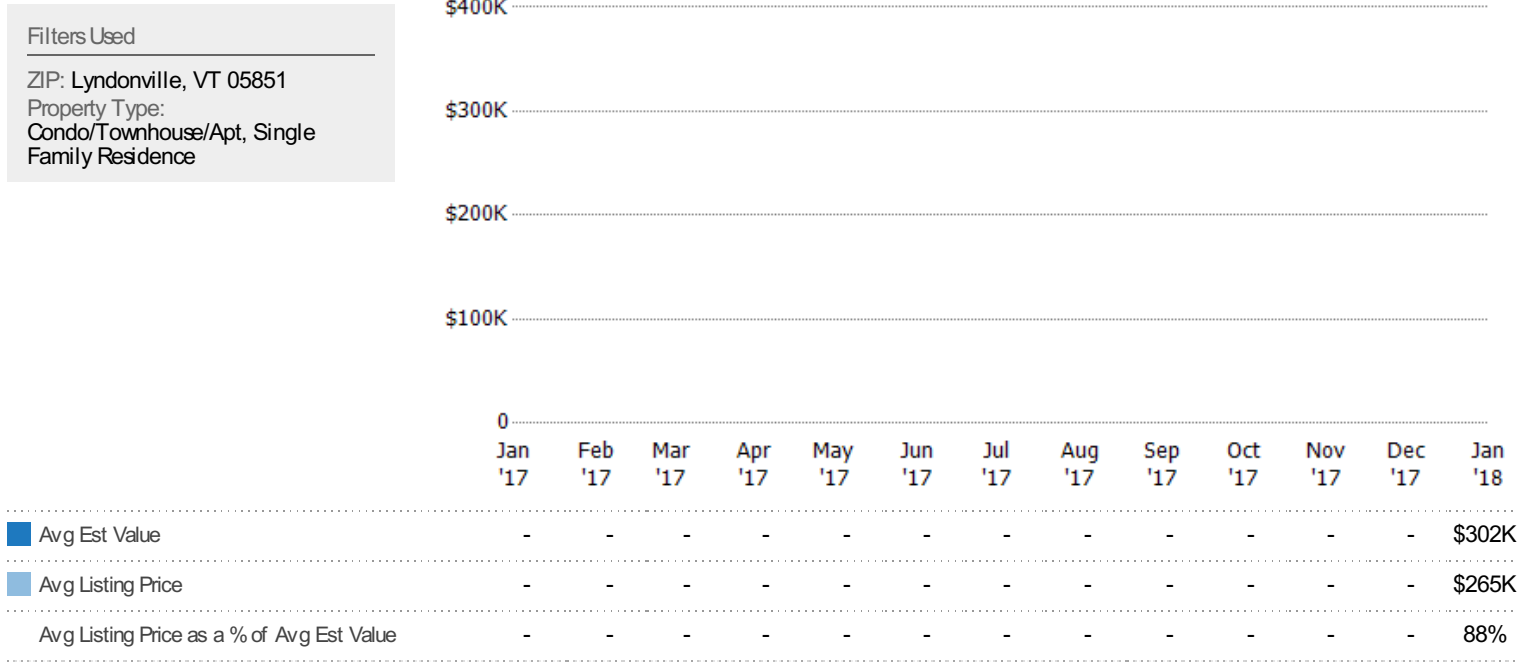 Filters Used
ZIP: Lyndonville, VT 05851
Property Type:
Condo/Townhouse/Apt, Single
Family Residence
$400K
$300K
$200K
$100K
0
Jan Feb Mar Apr May Jun Jul Aug Sep Oct Nov Dec Jan
'17 '17 '17 '17 '17 '17 '17 '17 '17 '17 '17 '17 '18
Avg Est Value - - - - - - - - - - - - $302K
Avg Listing Price - - - - - - - - - - - - $265K
Avg Listing Price as a % of Avg Est Value - - - - - - - - - - - - 88%